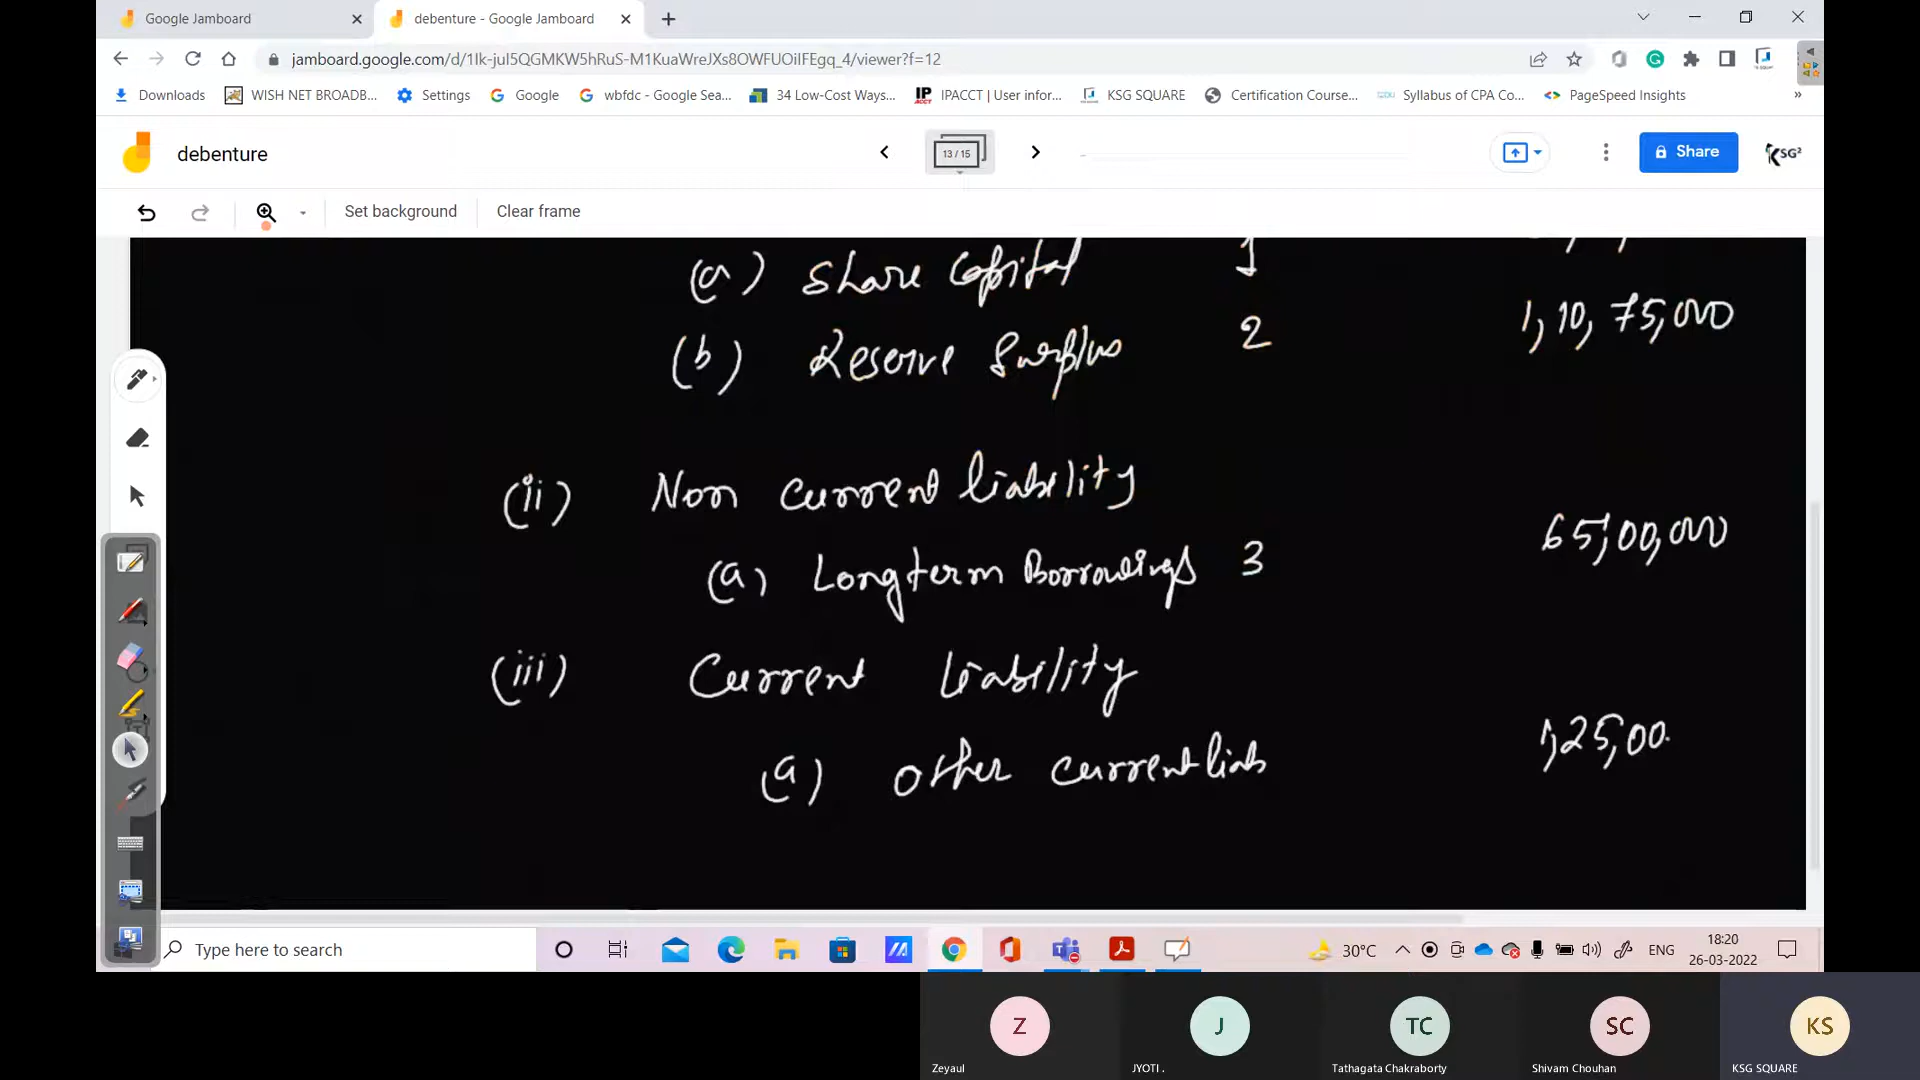 Google Jamboard
debenture - Google Jamboard
jamboard.google.com/d/1Ik-juI5QGMKW5hRuS-M1KuaWreJXs8OWFUOiIFEgq_4/viewer?f=12
Downloads WISH NET BROADB... Settings Google wbfdc - Google Sea... 34 Low-Cost Ways... IP ACCT IPACCT | User infor... KSG SQUARE Certification Course... Syllabus of CPA Co... PageSpeed Insights »
debenture
13 / 15
Share
KSG²
Set background Clear frame
(a) Share Capital 1
(b) Reserve Surplus 2 1,10,75,000
(ii) Non Current liability
(a) Longterm Borrowings 3 65,00,000
(iii) Current liability
(a) Other current liab 1,25,00
Type here to search
30°C ENG
18:20
26-03-2022
Z J TC SC KS
Zeyaul JYOTI . Tathagata Chakraborty Shivam Chouhan KSG SQUARE